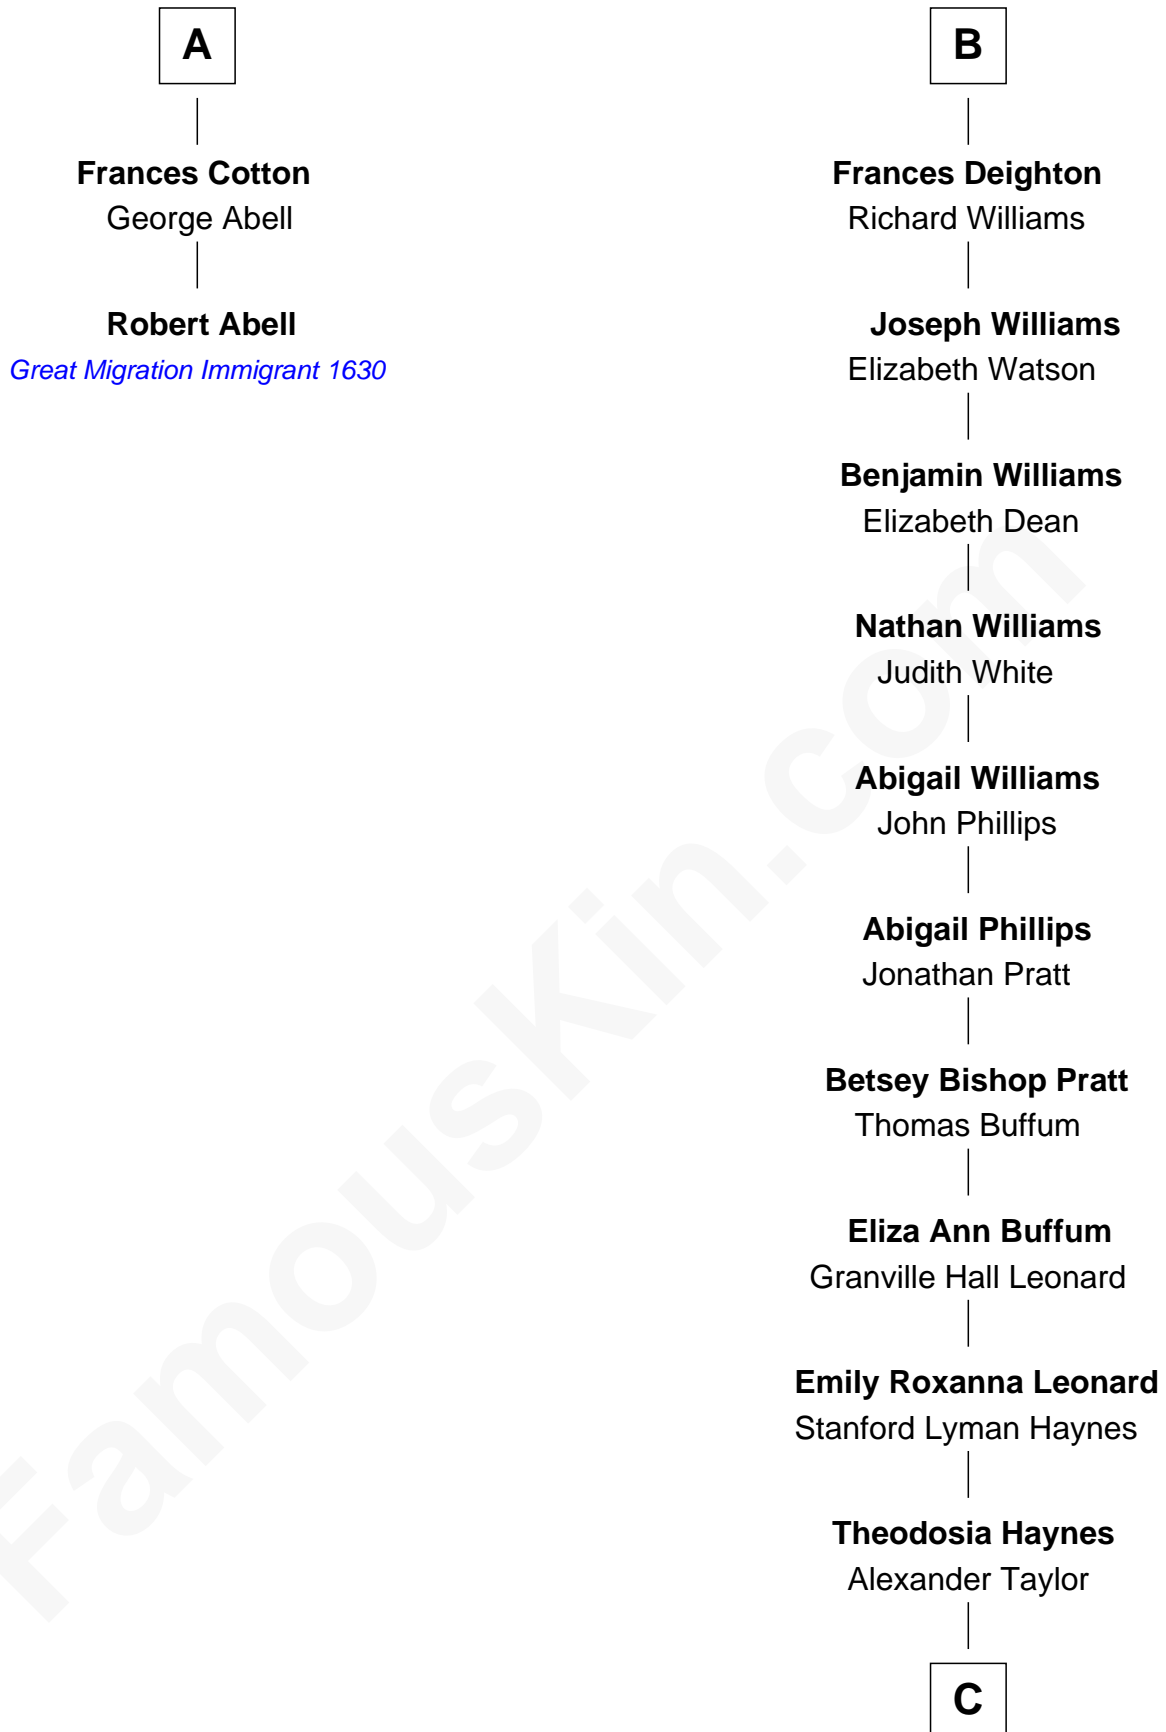 A
Frances Cotton
George Abell
Robert Abell
Great Migration Immigrant 1630
B
Frances Deighton
Richard Williams
Joseph Williams
Elizabeth Watson
Benjamin Williams
Elizabeth Dean
Nathan Williams
Judith White
Abigail Williams
John Phillips
Abigail Phillips
Jonathan Pratt
Betsey Bishop Pratt
Thomas Buffum
Eliza Ann Buffum
Granville Hall Leonard
Emily Roxanna Leonard
Stanford Lyman Haynes
Theodosia Haynes
Alexander Taylor
C
FamousKin.com